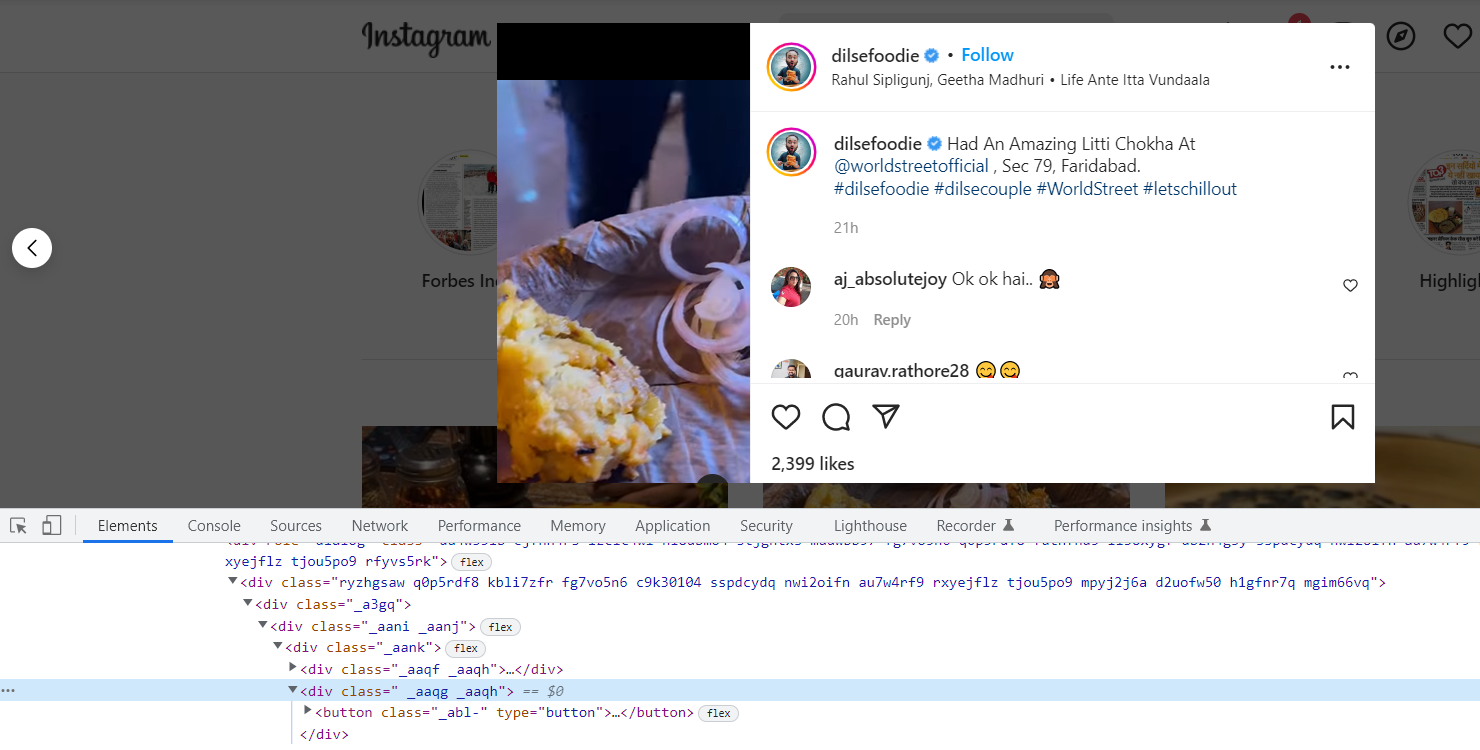 Instagram
dilsefoodie • Follow
Rahul Sipligunj, Geetha Madhuri • Life Ante Itta Vundaala
dilsefoodie Had An Amazing Litti Chokha At
@worldstreetofficial , Sec 79, Faridabad.
#dilsefoodie #dilsecouple #WorldStreet #letschillout
21h
Forbes In
Highlig
aj_absolutejoy Ok ok hai.. 🙈
20h Reply
gaurav.rathore28 😋😋
2,399 likes
Elements Console Sources Network Performance Memory Application Security Lighthouse Recorder Performance insights
xyejflz tjou5po9 rfyvs5rk"> flex
<div class="ryzhgsaw q0p5rdf8 kbli7zfr fg7vo5n6 c9k30104 sspdcydq nwi2oifn au7w4rf9 rxyejflz tjou5po9 mpyj2j6a d2uofw50 h1gfnr7q mgim66vq">
<div class="_a3gq">
<div class="_aani _aanj"> flex
<div class="_aank"> flex
<div class="_aaqf _aaqh">…</div>
... <div class=" _aaqg _aaqh"> == $0
<button class="_abl-" type="button">…</button> flex
</div>